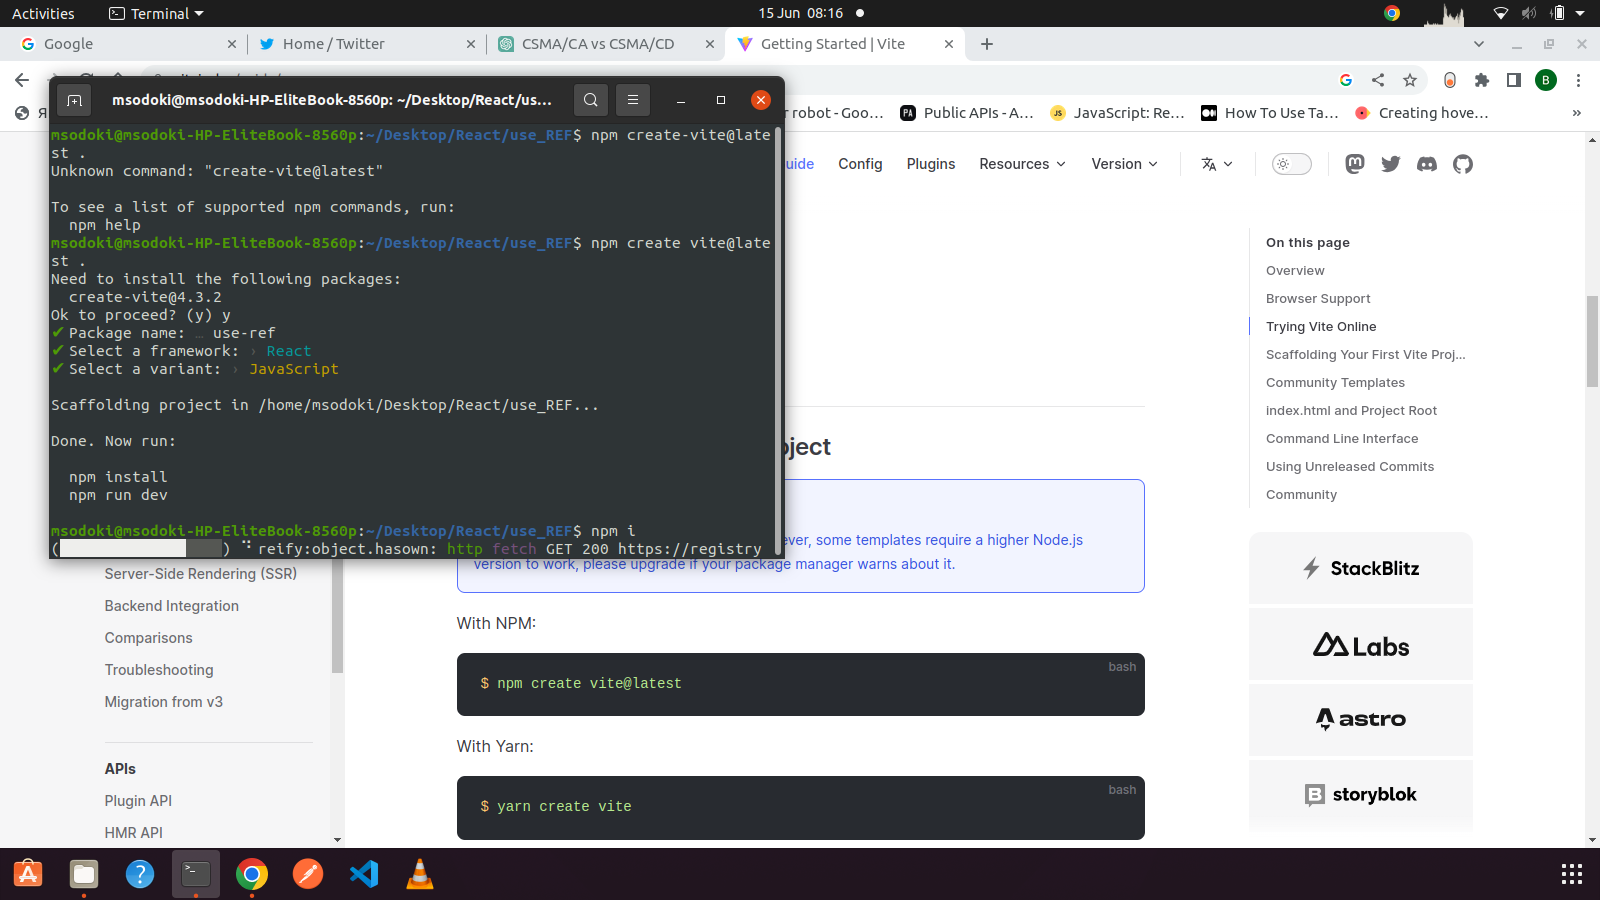 Activities
Terminal
15 Jun 08:16
Google
Home / Twitter
CSMA/CA vs CSMA/CD
Getting Started | Vite
B
r robot - Goo...
Public APIs - A...
JavaScript: Re...
How To Use Ta...
Creating hove...
»
msodoki@msodoki-HP-EliteBook-8560p: ~/Desktop/React/us...
msodoki@msodoki-HP-EliteBook-8560p:~/Desktop/React/use_REF$ npm create-vite@late
st .
Unknown command: "create-vite@latest"
To see a list of supported npm commands, run:
npm help
msodoki@msodoki-HP-EliteBook-8560p:~/Desktop/React/use_REF$ npm create vite@late
st .
Need to install the following packages:
create-vite@4.3.2
Ok to proceed? (y) y
✔ Package name: … use-ref
✔ Select a framework: › React
✔ Select a variant: › JavaScript
Scaffolding project in /home/msodoki/Desktop/React/use_REF...
Done. Now run:
npm install
npm run dev
msodoki@msodoki-HP-EliteBook-8560p:~/Desktop/React/use_REF$ npm i
( ) ⠙ reify:object.hasown: http fetch GET 200 https://registry
uide
Config
Plugins
Resources
Version
On this page
Overview
Browser Support
Trying Vite Online
Scaffolding Your First Vite Proj...
Community Templates
index.html and Project Root
Command Line Interface
Using Unreleased Commits
Community
oject
ever, some templates require a higher Node.js
version to work, please upgrade if your package manager warns about it.
With NPM:
bash
$ npm create vite@latest
With Yarn:
bash
$ yarn create vite
Server-Side Rendering (SSR)
Backend Integration
Comparisons
Troubleshooting
Migration from v3
APIs
Plugin API
HMR API
StackBlitz
Labs
astro
storyblok